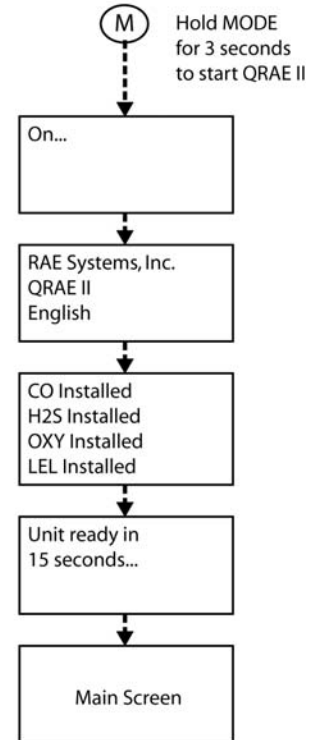 M
Hold MODE
for 3 seconds
to start QRAE II
On...
RAE Systems, Inc.
QRAE II
English
CO Installed
H2S Installed
OXY Installed
LEL Installed
Unit ready in
15 seconds...
Main Screen